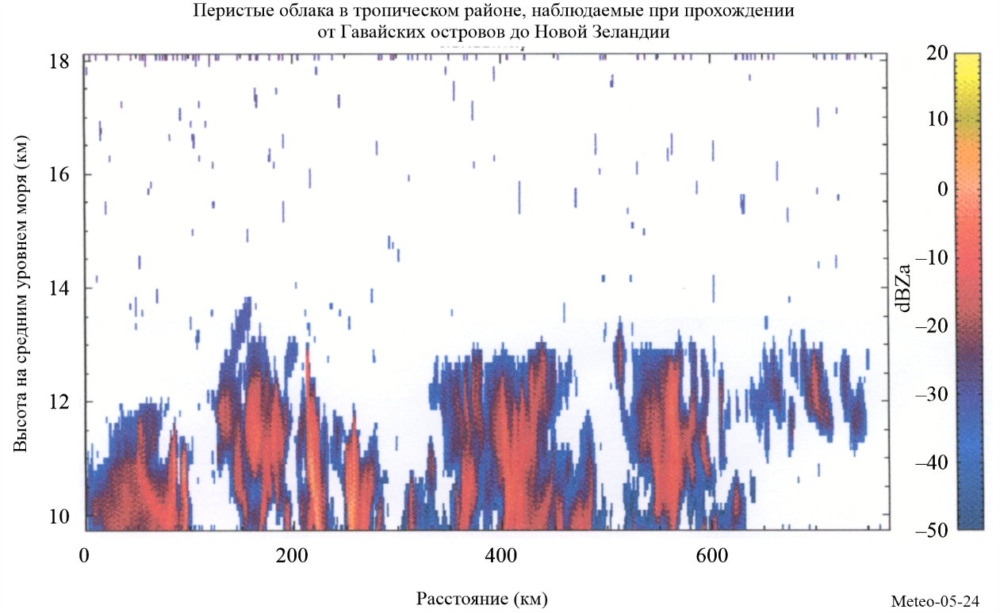 Перистые облака в тропическом районе, наблюдаемые при прохождении
от Гавайских островов до Новой Зеландии
Высота на средним уровнем моря (км)
18
16
14
12
10
0
200
400
600
Расстояние (км)
dBZa
20
10
0
–10
–20
–30
–40
–50
Meteo-05-24